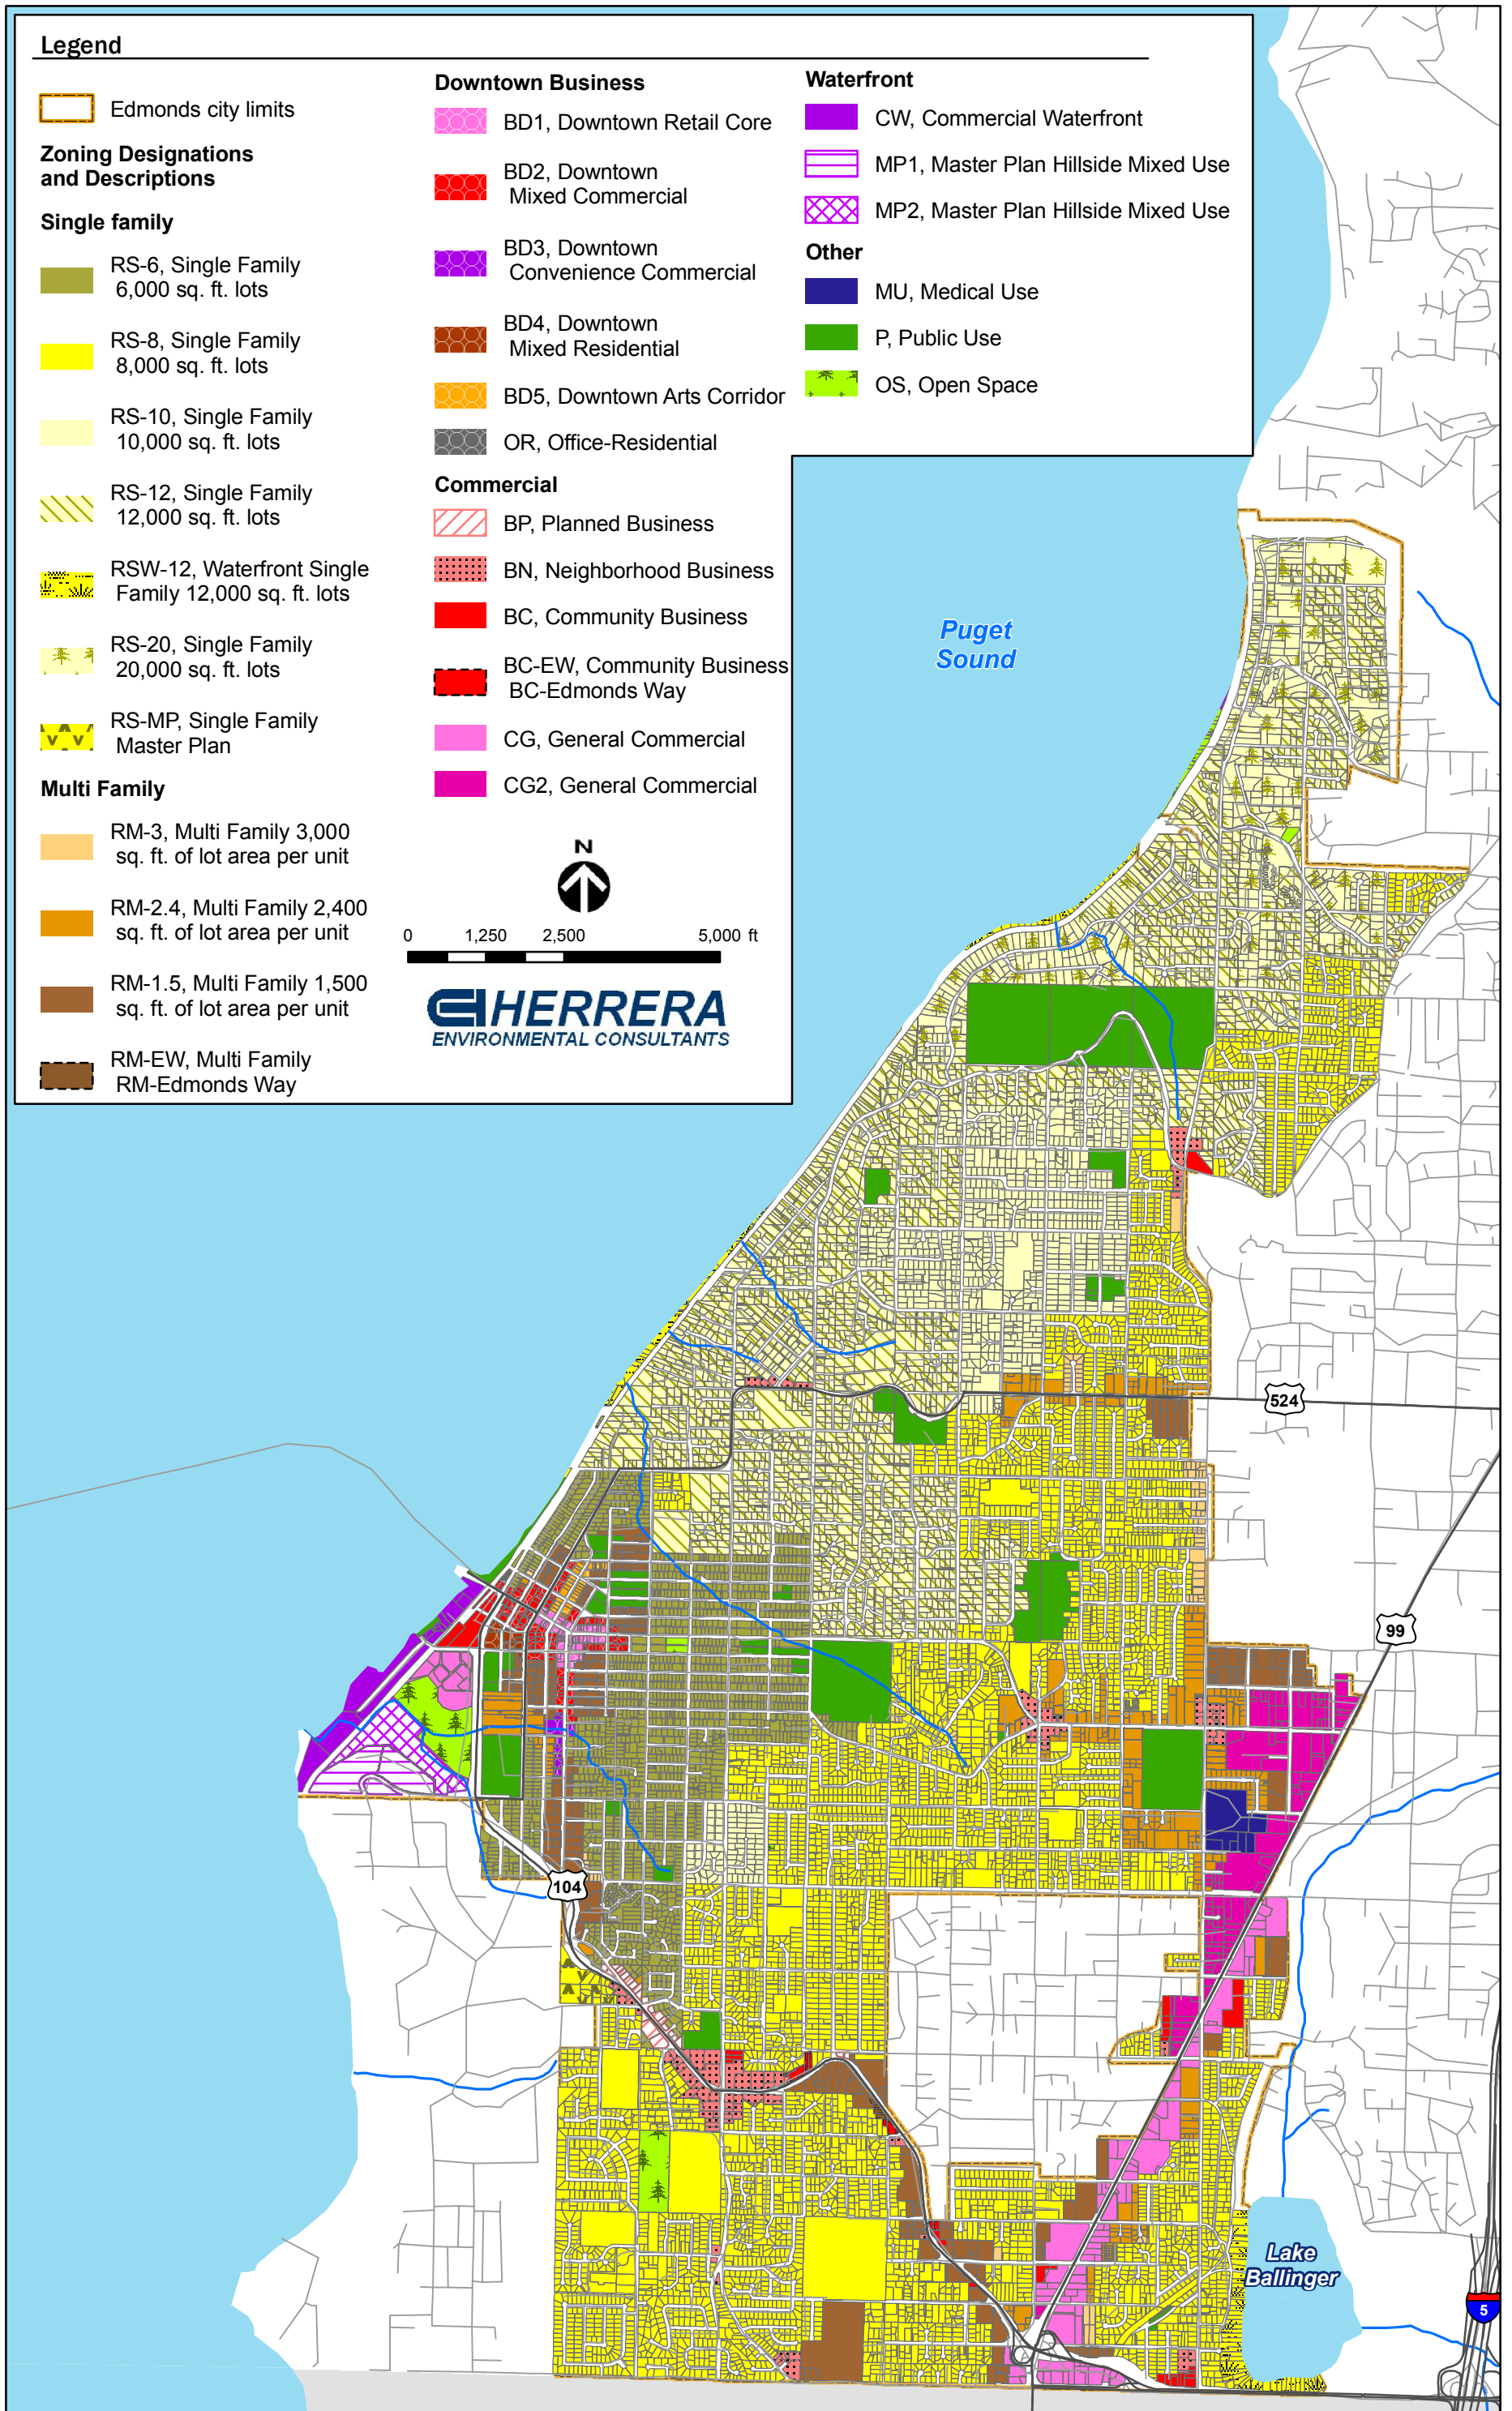 Legend
Edmonds city limits
Zoning Designations
and Descriptions
Single family
RS-6, Single Family
6,000 sq. ft. lots
RS-8, Single Family
8,000 sq. ft. lots
RS-10, Single Family
10,000 sq. ft. lots
RS-12, Single Family
12,000 sq. ft. lots
RSW-12, Waterfront Single
Family 12,000 sq. ft. lots
RS-20, Single Family
20,000 sq. ft. lots
RS-MP, Single Family
Master Plan
Multi Family
RM-3, Multi Family 3,000
sq. ft. of lot area per unit
RM-2.4, Multi Family 2,400
sq. ft. of lot area per unit
RM-1.5, Multi Family 1,500
sq. ft. of lot area per unit
RM-EW, Multi Family
RM-Edmonds Way
Downtown Business
BD1, Downtown Retail Core
BD2, Downtown
Mixed Commercial
BD3, Downtown
Convenience Commercial
BD4, Downtown
Mixed Residential
BD5, Downtown Arts Corridor
OR, Office-Residential
Commercial
BP, Planned Business
BN, Neighborhood Business
BC, Community Business
BC-EW, Community Business
BC-Edmonds Way
CG, General Commercial
CG2, General Commercial
Waterfront
CW, Commercial Waterfront
MP1, Master Plan Hillside Mixed Use
MP2, Master Plan Hillside Mixed Use
Other
MU, Medical Use
P, Public Use
OS, Open Space
N
0 1,250 2,500 5,000 ft
HERRERA
ENVIRONMENTAL CONSULTANTS
Puget
Sound
524
99
104
Lake
Ballinger
5